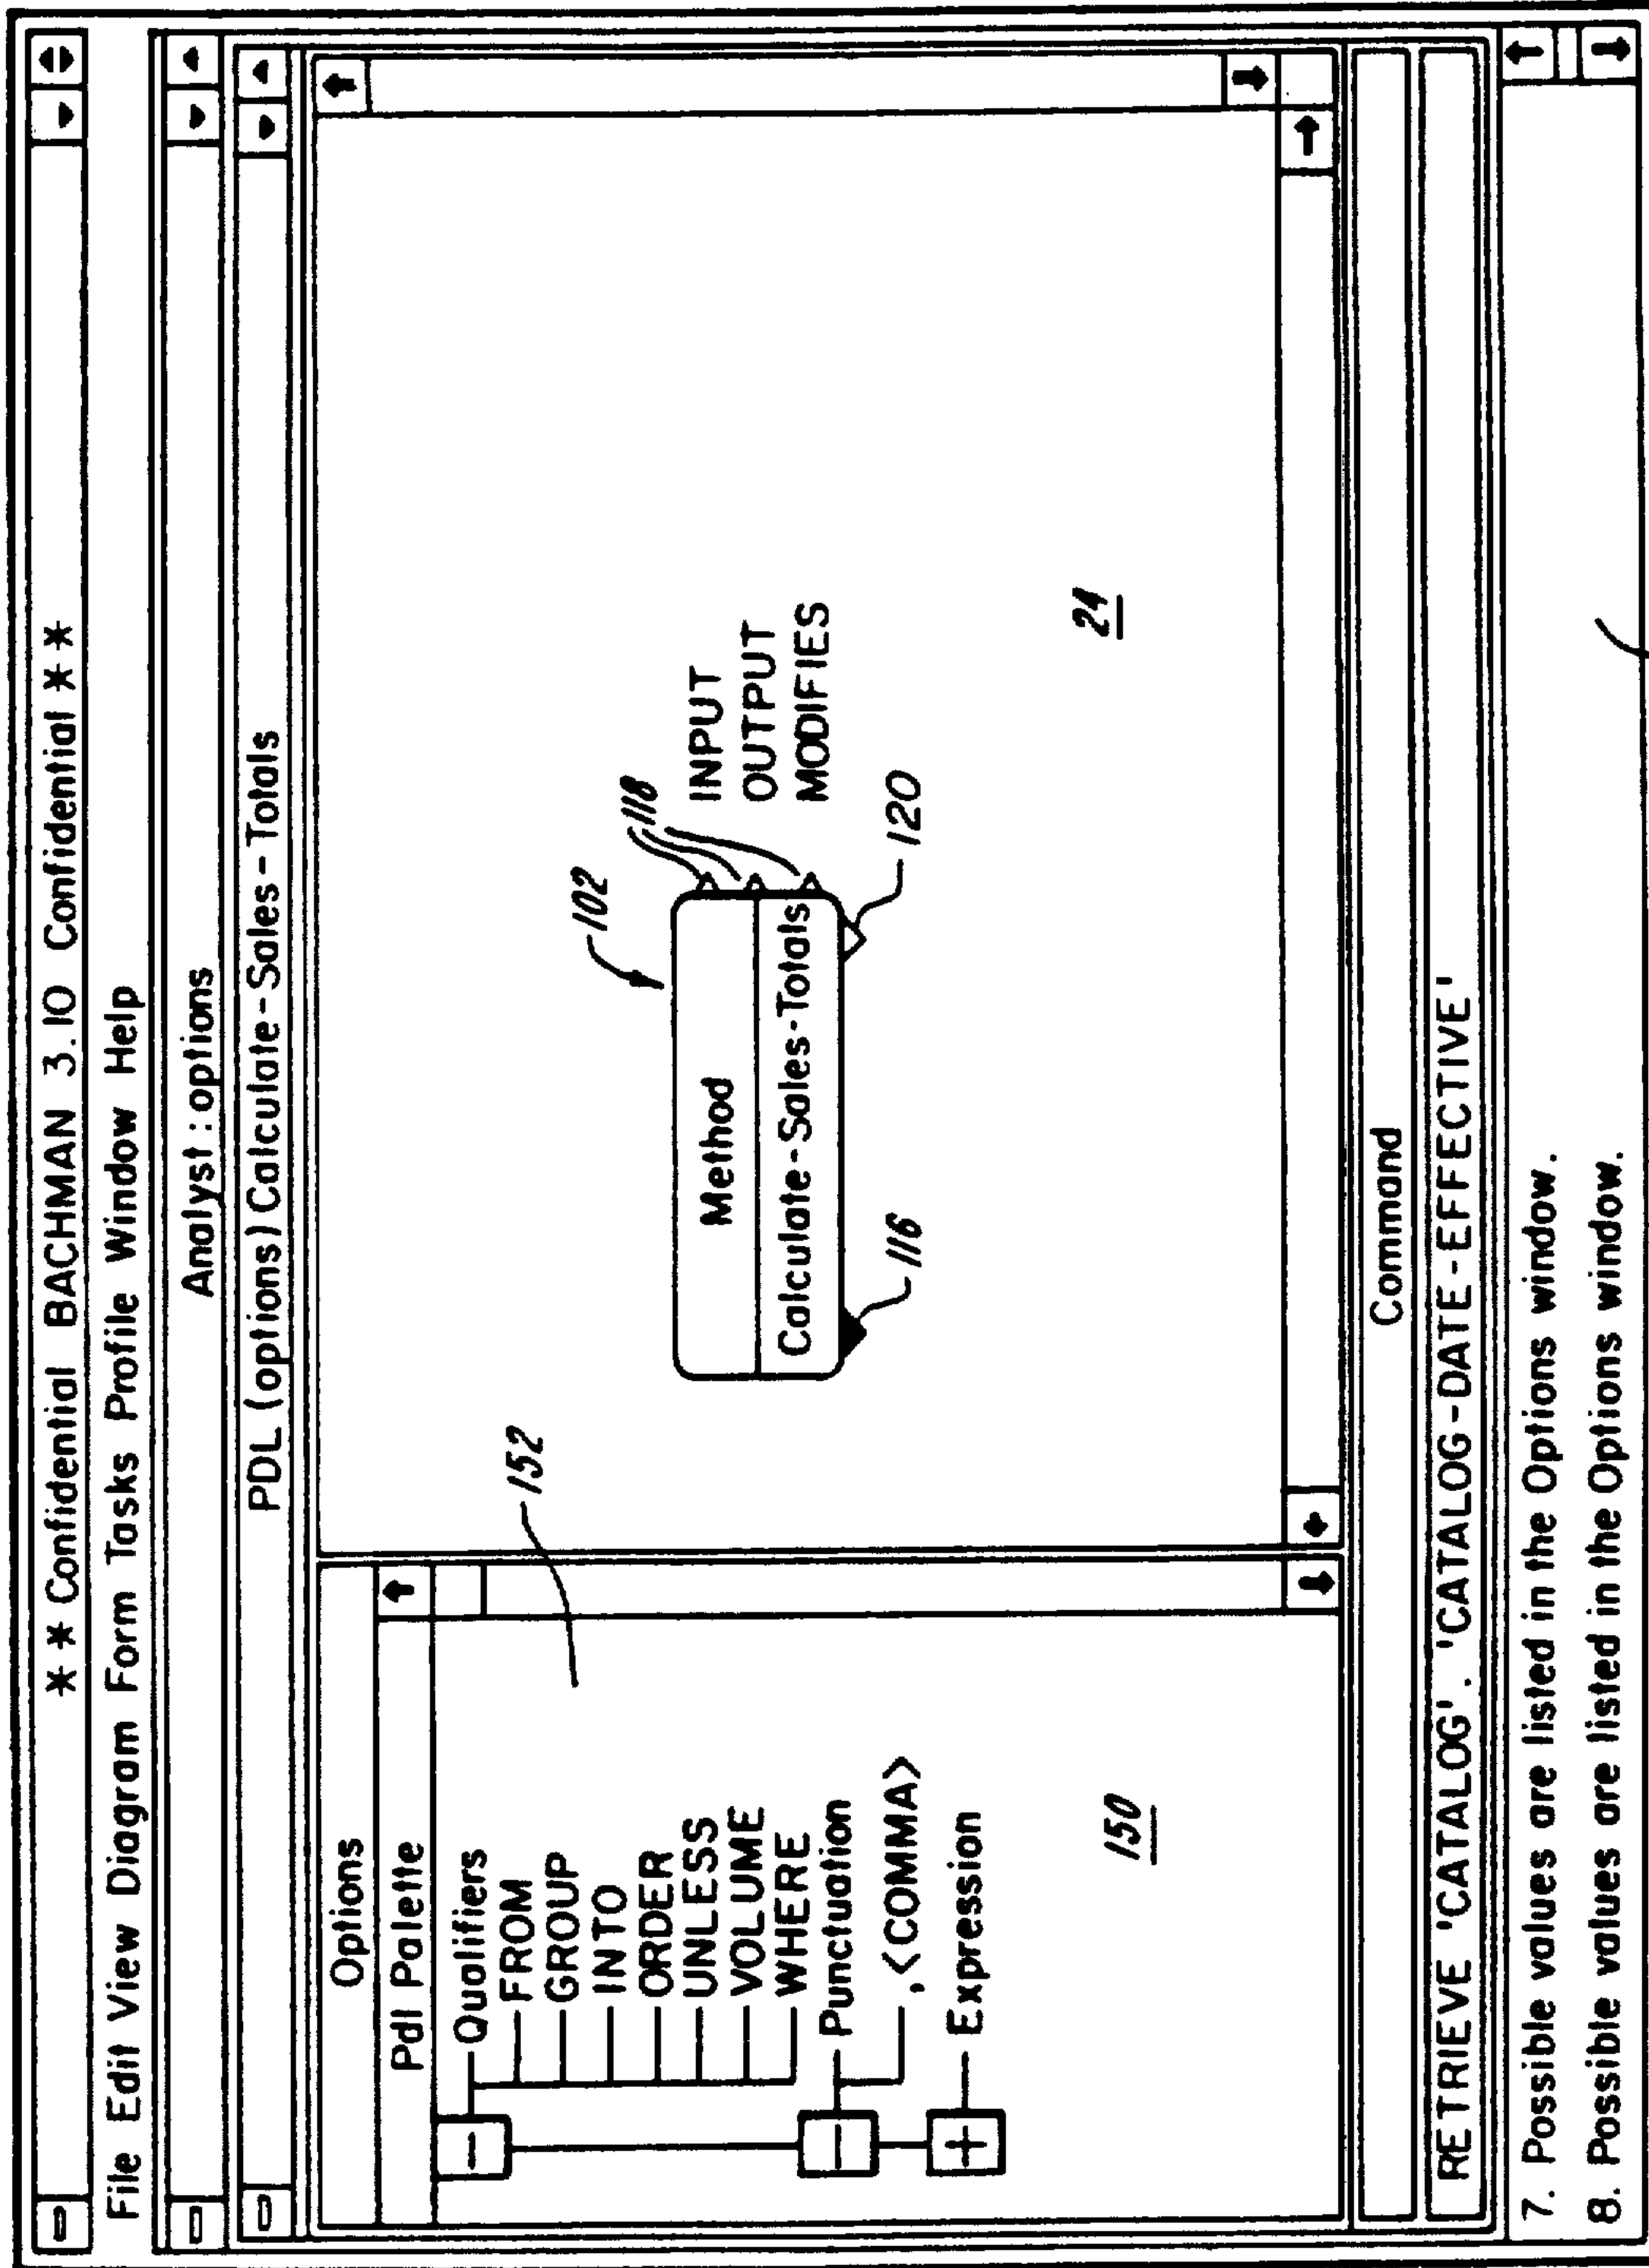 * * Confidential BACHMAN 3.10 Confidential * *
File Edit View Diagram Form Tasks Profile Window Help
Analyst : options
PDL (options) Calculate-Sales-Totals
Options
Pdl Palette
Qualifiers
FROM
GROUP
INTO
ORDER
UNLESS
VOLUME
WHERE
Punctuation
, <COMMA>
Expression
150
152
102
118
Method
Calculate-Sales-Totals
INPUT
OUTPUT
MODIFIES
116
120
24
Command
RETRIEVE 'CATALOG'. 'CATALOG-DATE-EFFECTIVE'
7. Possible values are listed in the Options window.
8. Possible values are listed in the Options window.